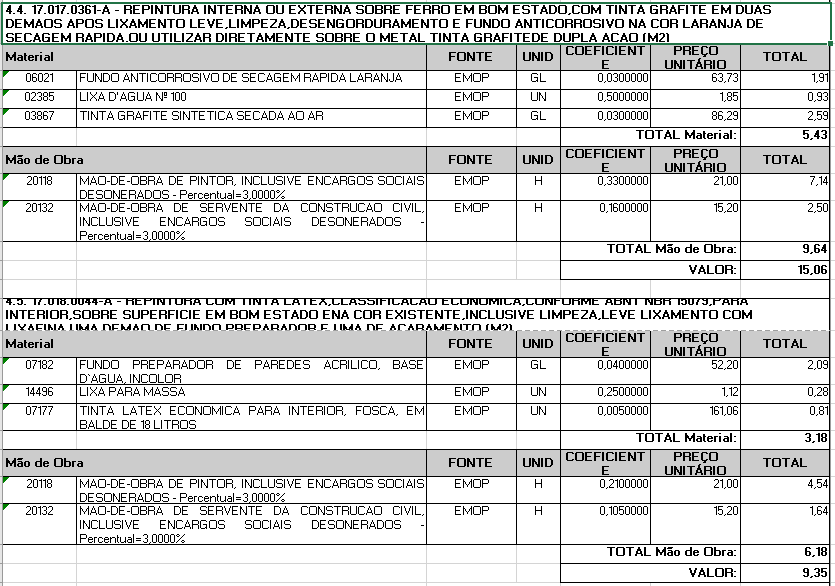 4.4. 17.017.0361-A - REPINTURA INTERNA OU EXTERNA SOBRE FERRO EM BOM ESTADO,COM TINTA GRAFITE EM DUAS
DEMAOS APOS LIXAMENTO LEVE,LIMPEZA,DESENGORDURAMENTO E FUNDO ANTICORROSIVO NA COR LARANJA DE
SECAGEM RAPIDA.OU UTILIZAR DIRETAMENTE SOBRE O METAL TINTA GRAFITEDE DUPLA ACAO (M2)
Material FONTE UNID COEFICIENTE PREÇO UNITÁRIO TOTAL
06021 FUNDO ANTICORROSIVO DE SECAGEM RAPIDA LARANJA EMOP GL 0,0300000 63,73 1,91
02385 LIXA D'AGUA Nº 100 EMOP UN 0,5000000 1,85 0,93
03867 TINTA GRAFITE SINTETICA SECADA AO AR EMOP GL 0,0300000 86,29 2,59
TOTAL Material: 5,43
Mão de Obra FONTE UNID COEFICIENTE PREÇO UNITÁRIO TOTAL
20118 MAO-DE-OBRA DE PINTOR, INCLUSIVE ENCARGOS SOCIAIS EMOP H 0,3300000 21,00 7,14
DESONERADOS - Percentual=3,0000%
20132 MAO-DE-OBRA DE SERVENTE DA CONSTRUCAO CIVIL, EMOP H 0,1600000 15,20 2,50
INCLUSIVE ENCARGOS SOCIAIS DESONERADOS -
Percentual=3,0000%
TOTAL Mão de Obra: 9,64
VALOR: 15,06
4.5. 17.018.0044-A - REPINTURA COM TINTA LATEX,CLASSIFICACAO ECONOMICA,CONFORME ABNT NBR 15079,PARA
INTERIOR,SOBRE SUPERFICIE EM BOM ESTADO ENA COR EXISTENTE,INCLUSIVE LIMPEZA,LEVE LIXAMENTO COM
LIXAFINA,UMA DEMAO DE FUNDO PREPARADOR E UMA DE ACABAMENTO (M2)
Material FONTE UNID COEFICIENTE PREÇO UNITÁRIO TOTAL
07182 FUNDO PREPARADOR DE PAREDES ACRILICO, BASE EMOP GL 0,0400000 52,20 2,09
D`AGUA, INCOLOR
14496 LIXA PARA MASSA EMOP UN 0,2500000 1,12 0,28
07177 TINTA LATEX ECONOMICA PARA INTERIOR, FOSCA, EM EMOP UN 0,0050000 161,06 0,81
BALDE DE 18 LITROS
TOTAL Material: 3,18
Mão de Obra FONTE UNID COEFICIENTE PREÇO UNITÁRIO TOTAL
20118 MAO-DE-OBRA DE PINTOR, INCLUSIVE ENCARGOS SOCIAIS EMOP H 0,2100000 21,00 4,54
DESONERADOS - Percentual=3,0000%
20132 MAO-DE-OBRA DE SERVENTE DA CONSTRUCAO CIVIL, EMOP H 0,1050000 15,20 1,64
INCLUSIVE ENCARGOS SOCIAIS DESONERADOS -
Percentual=3,0000%
TOTAL Mão de Obra: 6,18
VALOR: 9,35